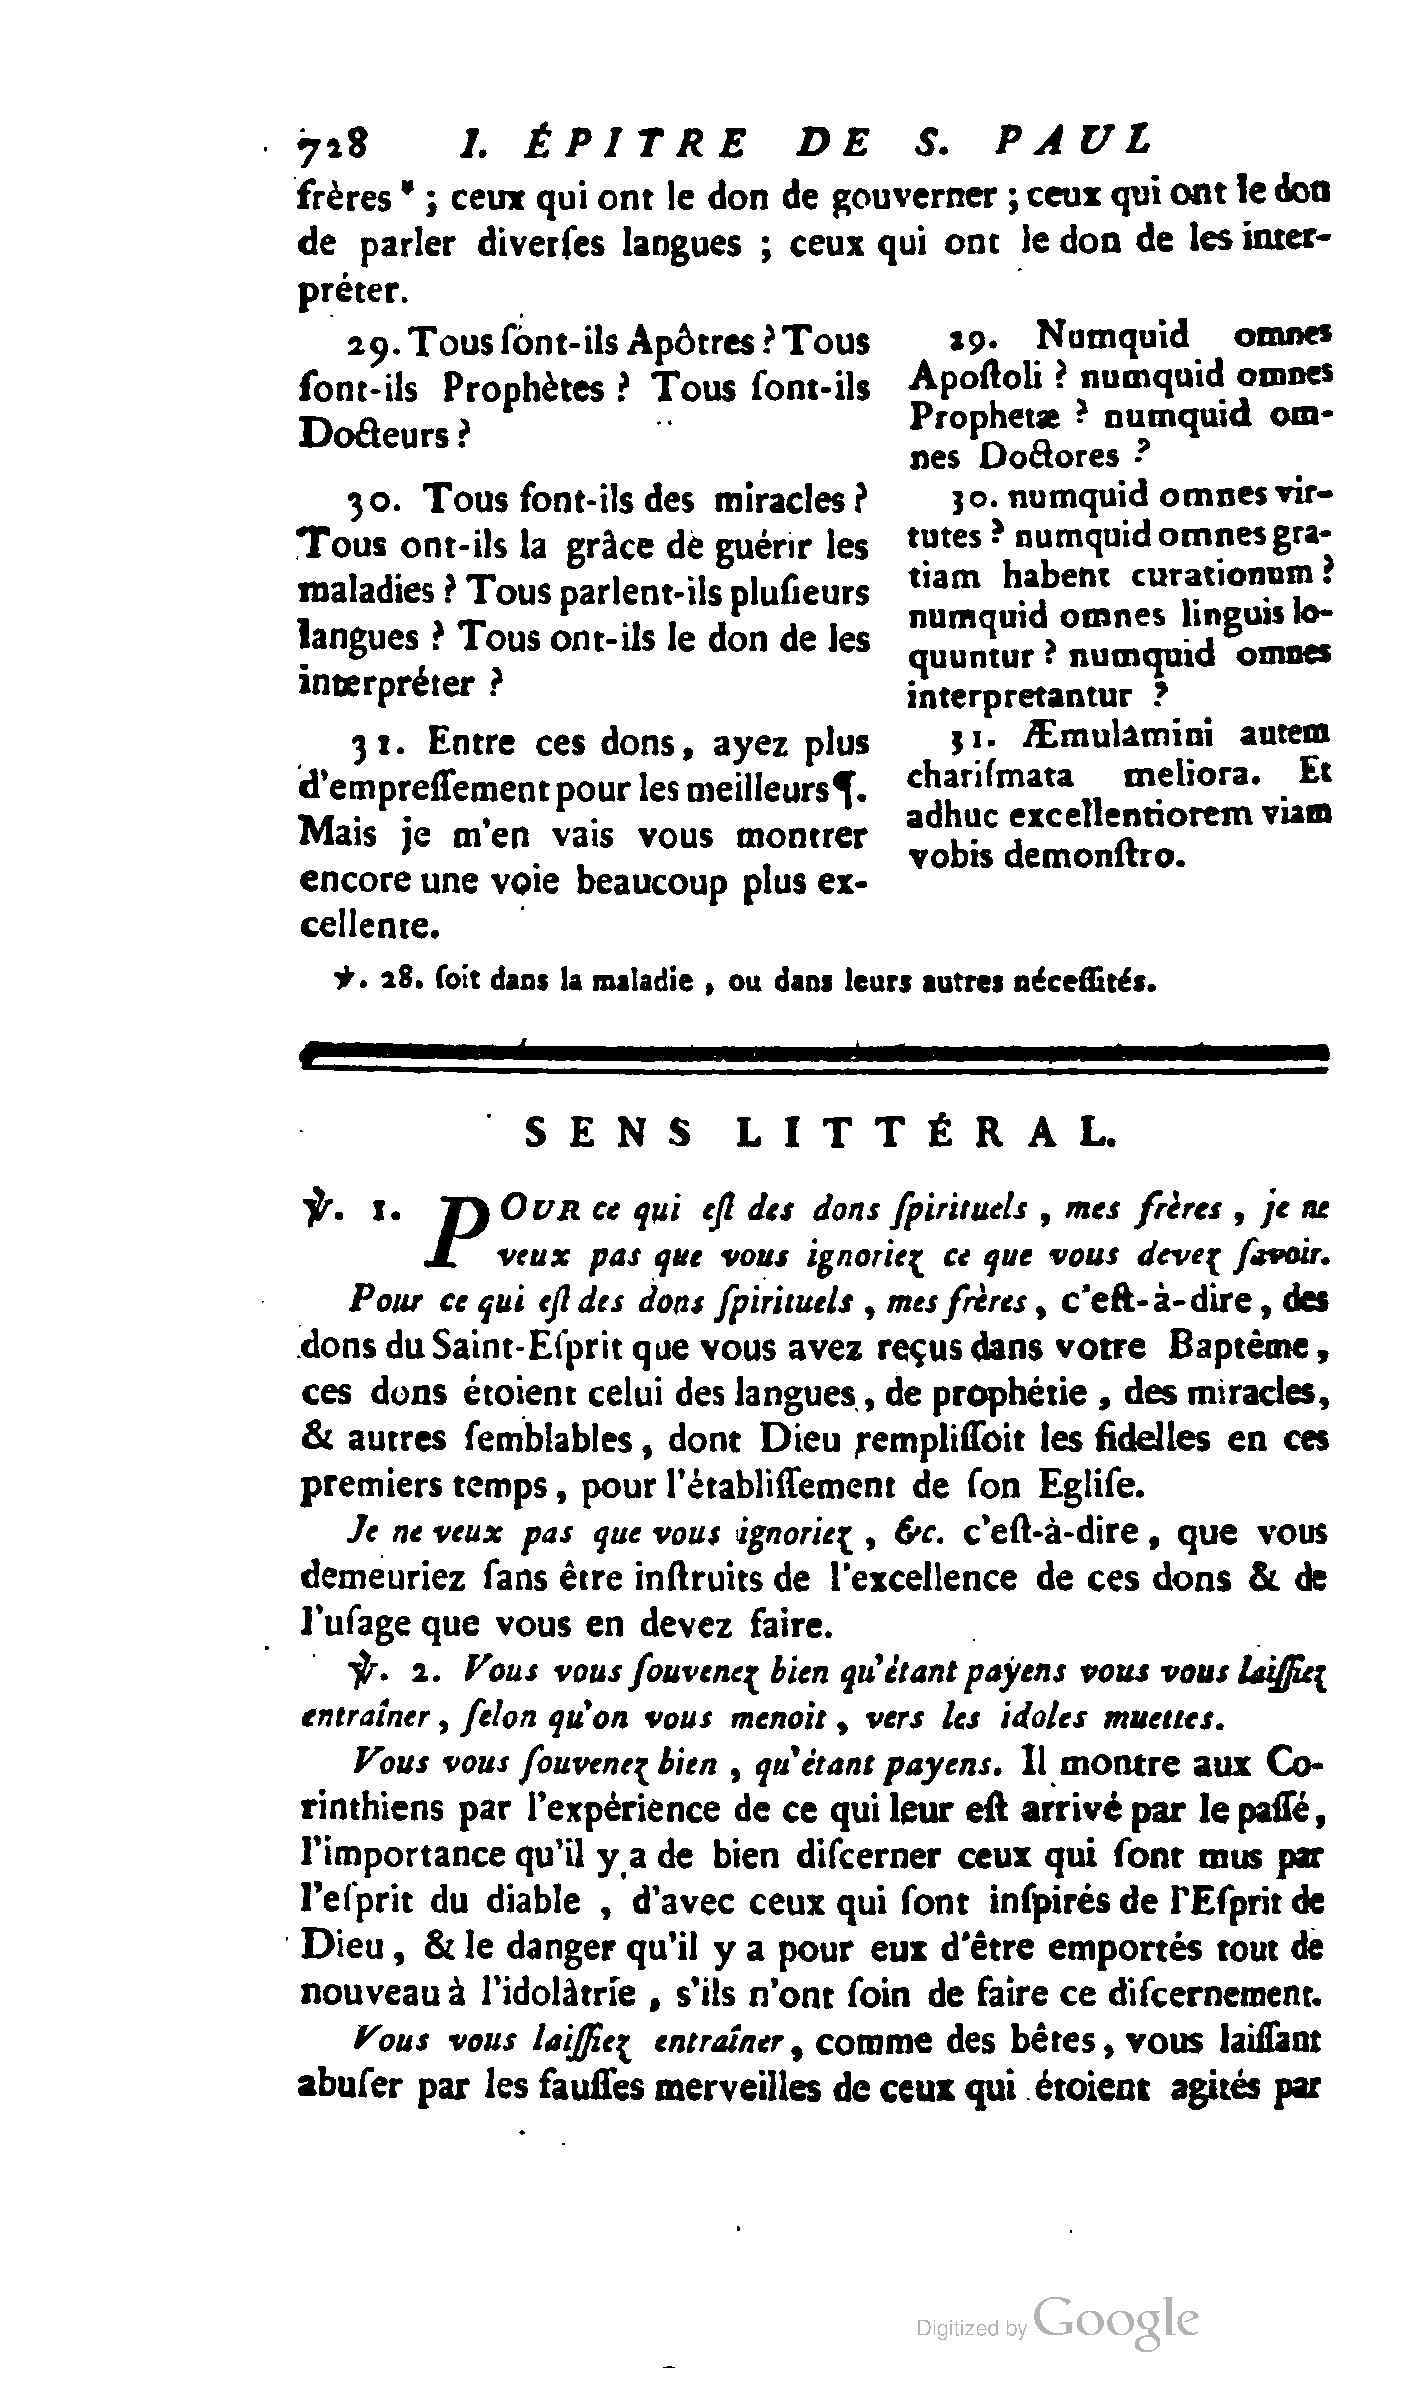 728 I. ÉPITRE DE S. PAUL
frères * ; ceux qui ont le don de gouverner ; ceux qui ont le don
de parler diverſes langues ; ceux qui ont le don de les inter-
préter.
29. Tous ſont-ils Apôtres ? Tous
ſont-ils Prophètes ? Tous ſont-ils
Docteurs ?
30. Tous font-ils des miracles ?
Tous ont-ils la grâce de guérir les
maladies ? Tous parlent-ils pluſieurs
langues ? Tous ont-ils le don de les
interpréter ?
31. Entre ces dons, ayez plus
d'empreſſement pour les meilleurs ¶.
Mais je m'en vais vous montrer
encore une voie beaucoup plus ex-
cellente.
29. Numquid omnes
Apoſtoli ? numquid omnes
Prophetæ ? numquid om-
nes Doctores ?
30. numquid omnes vir-
tutes ? numquid omnes gra-
tiam habent curationum ?
numquid omnes linguis lo-
quuntur ? numquid omnes
interpretantur ?
31. Æmulamini autem
chariſmata meliora. Et
adhuc excellentiorem viam
vobis demonſtro.
℣. 28. ſoit dans la maladie, ou dans leurs autres néceſſités.
SENS LITTÉRAL.
℣. 1. POUR ce qui eſt des dons ſpirituels, mes frères, je ne
veux pas que vous ignoriez ce que vous devez ſavoir.
Pour ce qui eſt des dons ſpirituels, mes frères, c'eſt-à-dire, des
dons du Saint-Eſprit que vous avez reçus dans votre Baptême,
ces dons étoient celui des langues, de prophétie, des miracles,
& autres ſemblables, dont Dieu rempliſſoit les fidelles en ces
premiers temps, pour l'établiſſement de ſon Egliſe.
Je ne veux pas que vous ignoriez, &c. c'eſt-à-dire, que vous
demeuriez ſans être inſtruits de l'excellence de ces dons & de
l'uſage que vous en devez faire.
℣. 2. Vous vous ſouvenez bien qu'étant payens vous vous laiſſiez
entraîner, ſelon qu'on vous menoit, vers les idoles muettes.
Vous vous ſouvenez bien, qu'étant payens. Il montre aux Co-
rinthiens par l'expérience de ce qui leur eſt arrivé par le paſſé,
l'importance qu'il y a de bien diſcerner ceux qui ſont mus par
l'eſprit du diable, d'avec ceux qui ſont inſpirés de l'Eſprit de
Dieu, & le danger qu'il y a pour eux d'être emportés tout de
nouveau à l'idolâtrie, s'ils n'ont ſoin de faire ce diſcernement.
Vous vous laiſſiez entraîner, comme des bêtes, vous laiſſant
abuſer par les fauſſes merveilles de ceux qui étoient agités par
Digitized by Google